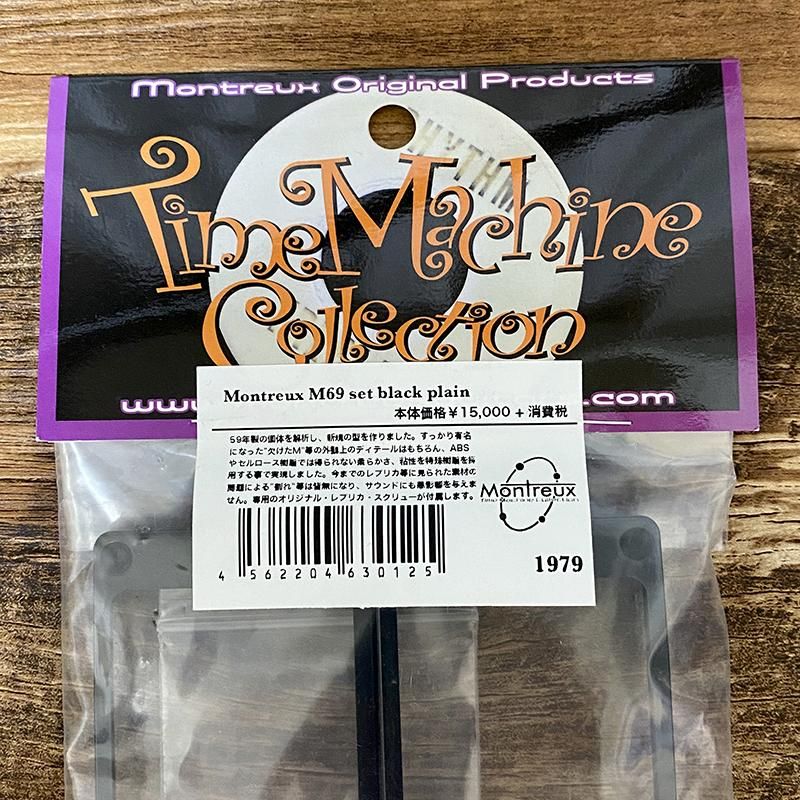 Montreux Original Products
RHYTHM
Time Machine
Collection
www. .com
Montreux M69 set black plain
本体価格￥15,000 + 消費税
59年製の固体を解析し、新規の型を作りました。すっかり有名
になった"欠けたM"等の外観上のディテールはもちろん、ABS
やセルロース樹脂では得られない柔らかさ、粘性を特殊樹脂を採
用する事で実現しました。今までのレプリカ等に見られた素材の
問題による"割れ"等は皆無になり、サウンドにも悪影響を与えま
せん。専用のオリジナル・レプリカ・スクリューが付属します。
Montreux
4 562204 630125
1979